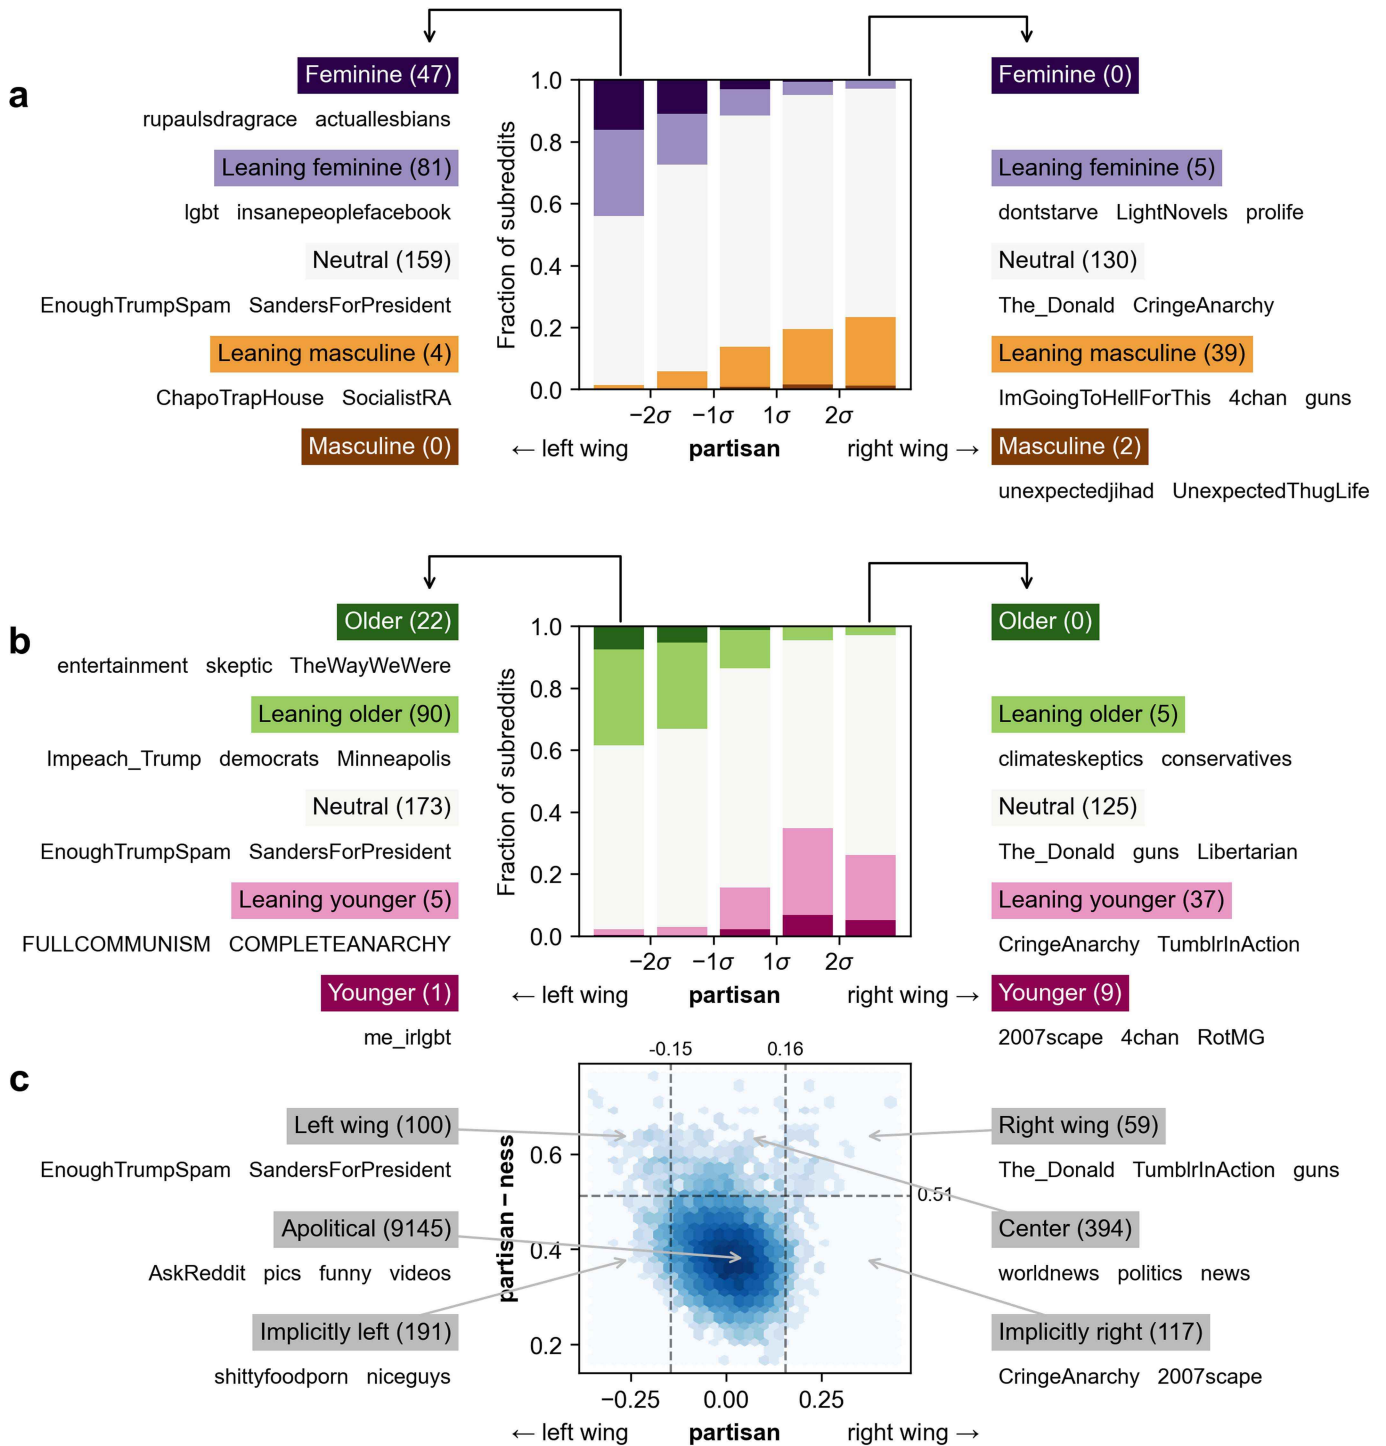 a
Feminine (47)
rupaulsdragrace actuallesbians
Leaning feminine (81)
lgbt insanepeoplefacebook
Neutral (159)
EnoughTrumpSpam SandersForPresident
Leaning masculine (4)
ChapoTrapHouse SocialistRA
Masculine (0)
Fraction of subreddits
1.0
0.8
0.6
0.4
0.2
0.0
−2σ −1σ 1σ 2σ
← left wing partisan right wing →
Feminine (0)
Leaning feminine (5)
dontstarve LightNovels prolife
Neutral (130)
The_Donald CringeAnarchy
Leaning masculine (39)
ImGoingToHellForThis 4chan guns
Masculine (2)
unexpectedjihad UnexpectedThugLife
b
Older (22)
entertainment skeptic TheWayWeWere
Leaning older (90)
Impeach_Trump democrats Minneapolis
Neutral (173)
EnoughTrumpSpam SandersForPresident
Leaning younger (5)
FULLCOMMUNISM COMPLETEANARCHY
Younger (1)
me_irlgbt
Fraction of subreddits
1.0
0.8
0.6
0.4
0.2
0.0
−2σ −1σ 1σ 2σ
← left wing partisan right wing →
Older (0)
Leaning older (5)
climateskeptics conservatives
Neutral (125)
The_Donald guns Libertarian
Leaning younger (37)
CringeAnarchy TumblrInAction
Younger (9)
2007scape 4chan RotMG
c
Left wing (100)
EnoughTrumpSpam SandersForPresident
Apolitical (9145)
AskReddit pics funny videos
Implicitly left (191)
shittyfoodporn niceguys
partisan − ness
-0.15 0.16
0.6
0.51
0.4
0.2
−0.25 0.00 0.25
← left wing partisan right wing →
Right wing (59)
The_Donald TumblrInAction guns
Center (394)
worldnews politics news
Implicitly right (117)
CringeAnarchy 2007scape